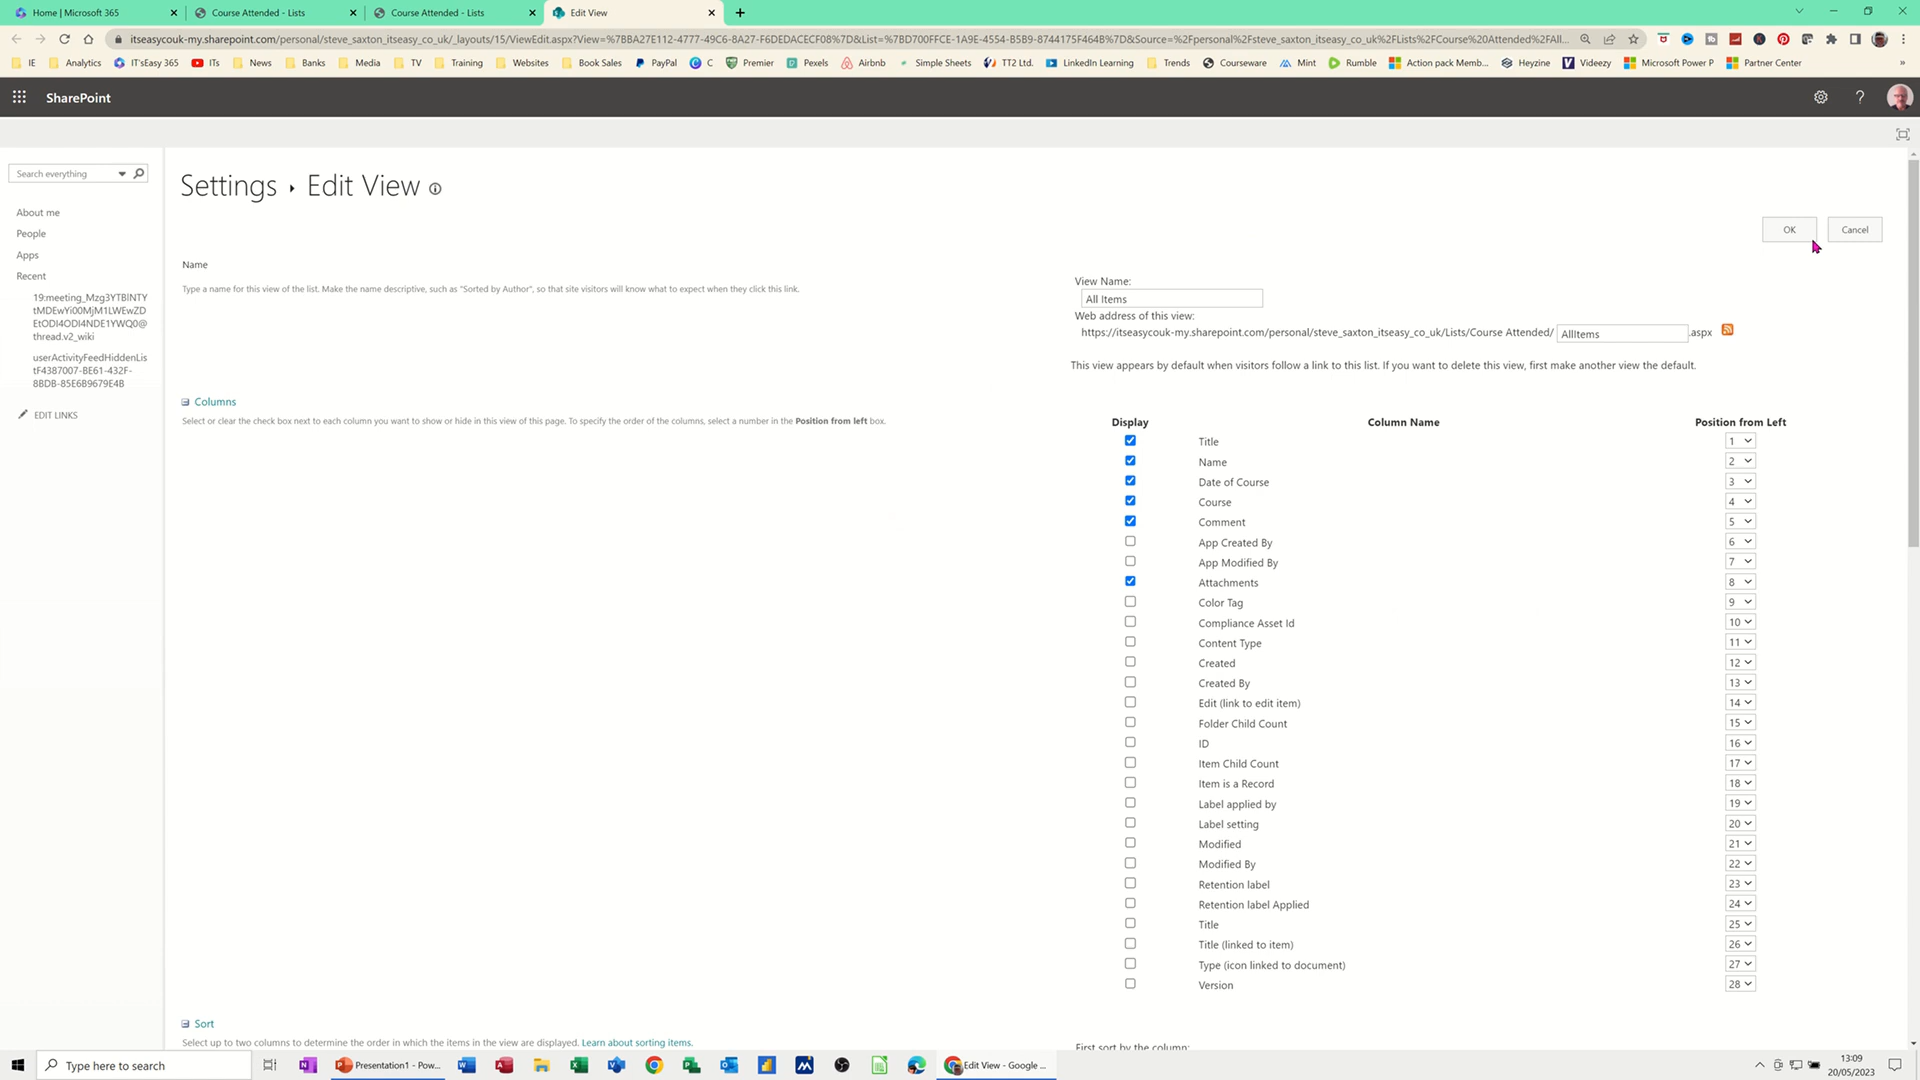 Home | Microsoft 365
Course Attended - Lists
Course Attended - Lists
Edit View
itseasycouk-my.sharepoint.com/personal/steve_saxton_itseasy_co_uk/_layouts/15/ViewEdit.aspx?View=%7BBA27E112-4777-49C6-8A27-F6DEDACECF08%7D&List=%7BD700FFCE-1A9E-4554-B5B9-8744175F464B%7D&Source=%2Fpersonal%2Fsteve_saxton_itseasy_co_uk%2FLists%2FCourse%20Attended%2FAll...
IE Analytics IT'sEasy 365 ITs News Banks Media TV Training Websites Book Sales PayPal C Premier Pexels Airbnb Simple Sheets TT2 Ltd. LinkedIn Learning Trends Courseware Mint Rumble Action pack Memb... Heyzine Videezy Microsoft Power P Partner Center
SharePoint
Search everything
About me
People
Apps
Recent
19:meeting_Mzg3YTBlNTY
tMDEwYi00MjM1LWEwZD
EtODI4ODI4NDE1YWQ0@
thread.v2_wiki
userActivityFeedHiddenLis
tF4387007-BE61-432F-
8BDB-85E6B9679E4B
EDIT LINKS
Settings ▸ Edit View
OK Cancel
Name
Type a name for this view of the list. Make the name descriptive, such as "Sorted by Author", so that site visitors will know what to expect when they click this link.
View Name:
All Items
Web address of this view:
https://itseasycouk-my.sharepoint.com/personal/steve_saxton_itseasy_co_uk/Lists/Course Attended/ AllItems .aspx
This view appears by default when visitors follow a link to this list. If you want to delete this view, first make another view the default.
Columns
Select or clear the check box next to each column you want to show or hide in this view of this page. To specify the order of the columns, select a number in the Position from left box.
Display Column Name Position from Left
Title 1
Name 2
Date of Course 3
Course 4
Comment 5
App Created By 6
App Modified By 7
Attachments 8
Color Tag 9
Compliance Asset Id 10
Content Type 11
Created 12
Created By 13
Edit (link to edit item) 14
Folder Child Count 15
ID 16
Item Child Count 17
Item is a Record 18
Label applied by 19
Label setting 20
Modified 21
Modified By 22
Retention label 23
Retention label Applied 24
Title 25
Title (linked to item) 26
Type (icon linked to document) 27
Version 28
Sort
Select up to two columns to determine the order in which the items in the view are displayed. Learn about sorting items.
First sort by the column:
Type here to search
Presentation1 - Pow...
Edit View - Google ...
13:09
20/05/2023